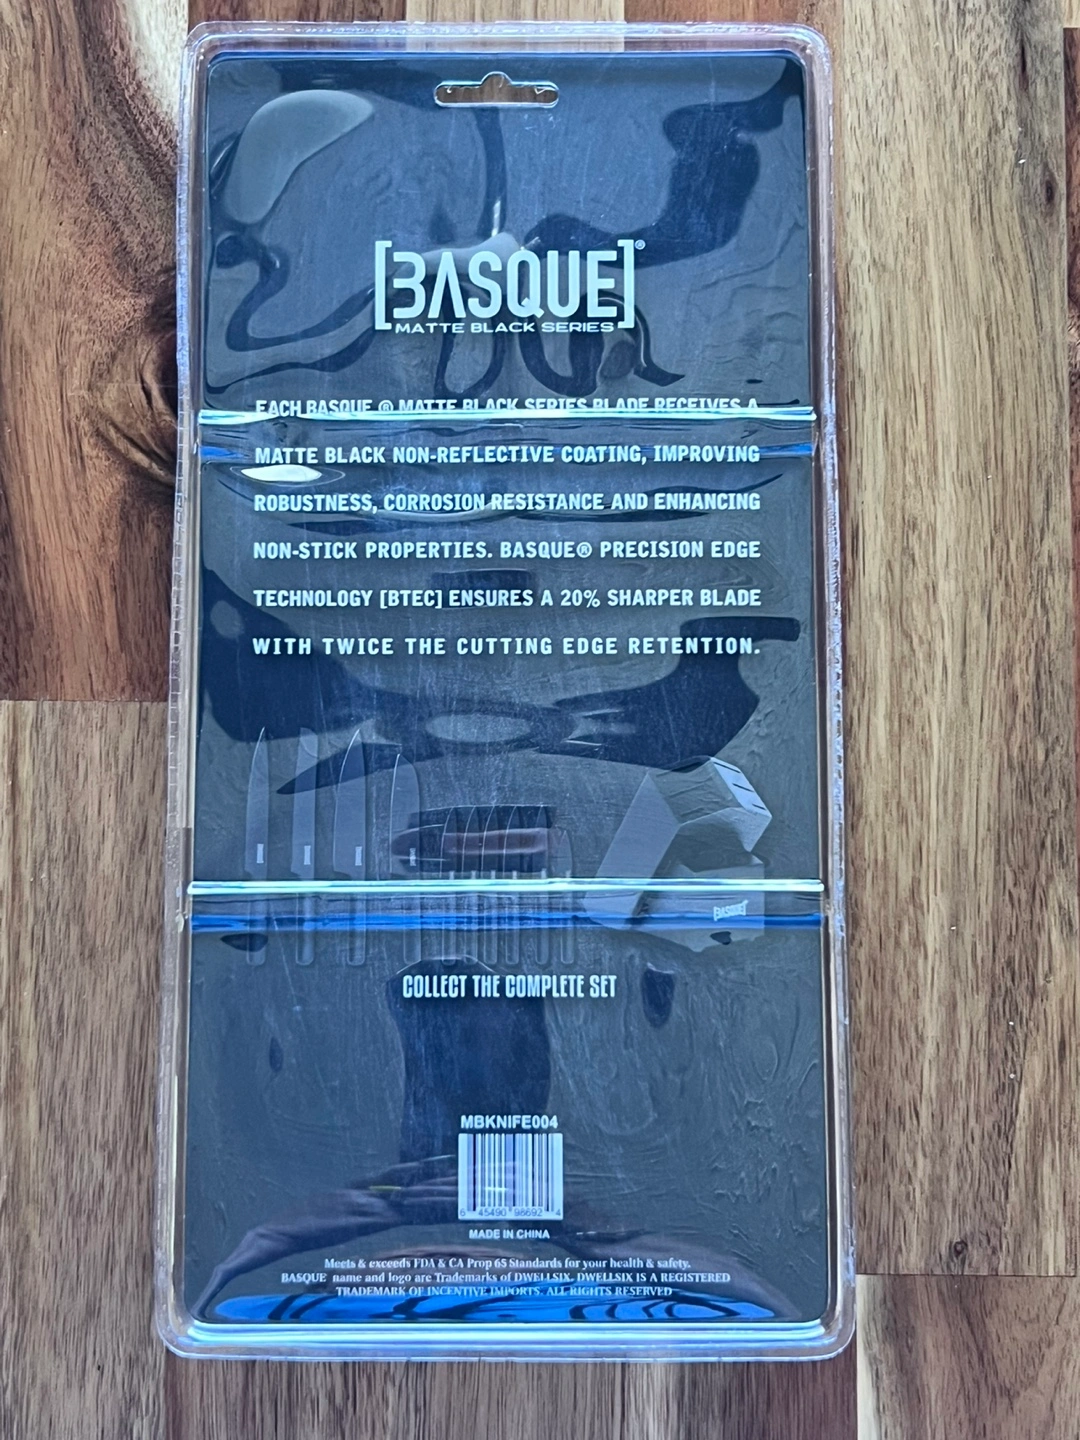 [BASQUE]®
MATTE BLACK SERIES
EACH BASQUE ® MATTE BLACK SERIES BLADE RECEIVES A
MATTE BLACK NON-REFLECTIVE COATING, IMPROVING
ROBUSTNESS, CORROSION RESISTANCE AND ENHANCING
NON-STICK PROPERTIES. BASQUE® PRECISION EDGE
TECHNOLOGY [BTEC] ENSURES A 20% SHARPER BLADE
WITH TWICE THE CUTTING EDGE RETENTION.
[BASQUE]
COLLECT THE COMPLETE SET
MBKNIFE004
6 45490 98692 4
MADE IN CHINA
Meets & exceeds FDA & CA Prop 65 Standards for your health & safety.
BASQUE name and logo are Trademarks of DWELLSIX. DWELLSIX IS A REGISTERED
TRADEMARK OF INCENTIVE IMPORTS. ALL RIGHTS RESERVED